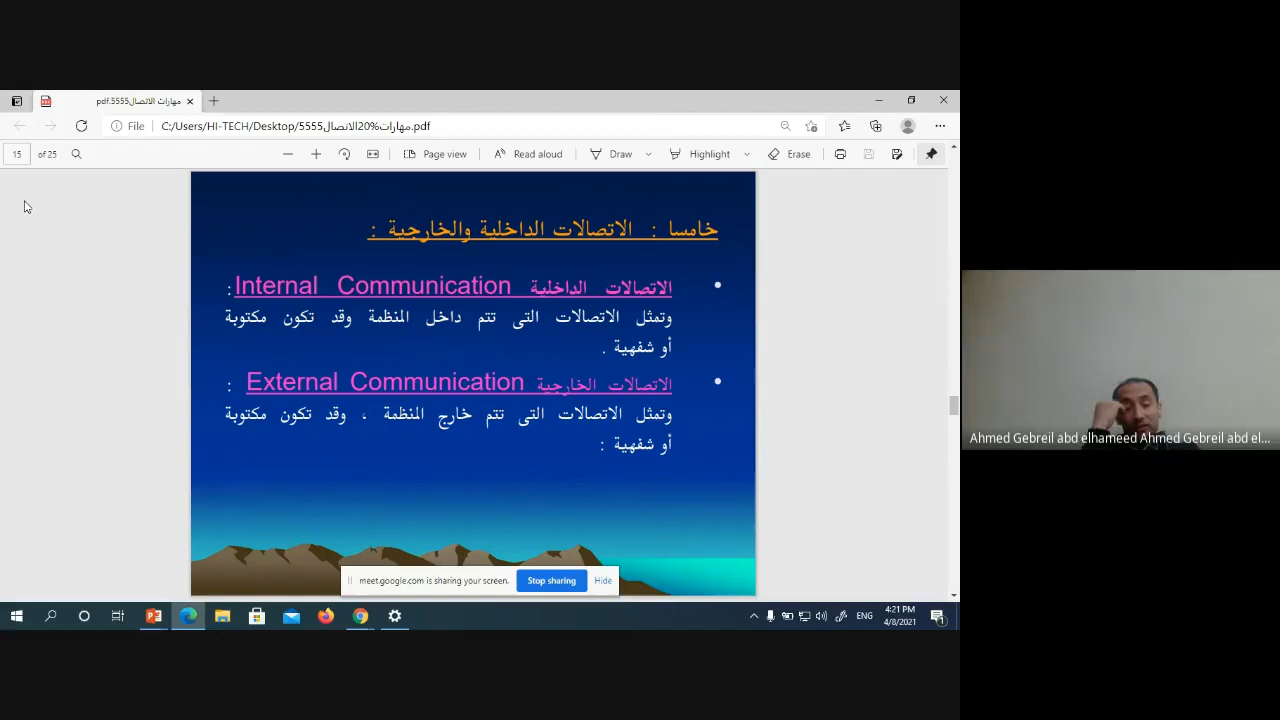 مهارات الاتصال5555.pdf
File
C:/Users/HI-TECH/Desktop/مهارات%20الاتصال5555.pdf
15 of 25
Page view
Read aloud
Draw
Highlight
Erase
خامسا : الاتصالات الداخلية والخارجية :
• الاتصالات الداخلية Internal Communication :
وتمثل الاتصالات التى تتم داخل المنظمة وقد تكون مكتوبة
أو شفهية .
• الاتصالات الخارجية External Communication :
وتمثل الاتصالات التى تتم خارج المنظمة ، وقد تكون مكتوبة
أو شفهية :
Ahmed Gebreil abd elhameed Ahmed Gebreil abd el...
meet.google.com is sharing your screen.
Stop sharing
Hide
ENG
4:21 PM
4/8/2021
1